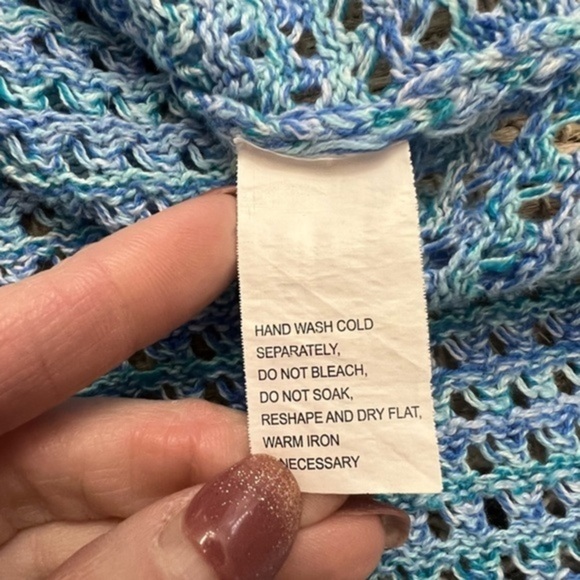 HAND WASH COLD
SEPARATELY,
DO NOT BLEACH,
DO NOT SOAK,
RESHAPE AND DRY FLAT,
WARM IRON
NECESSARY